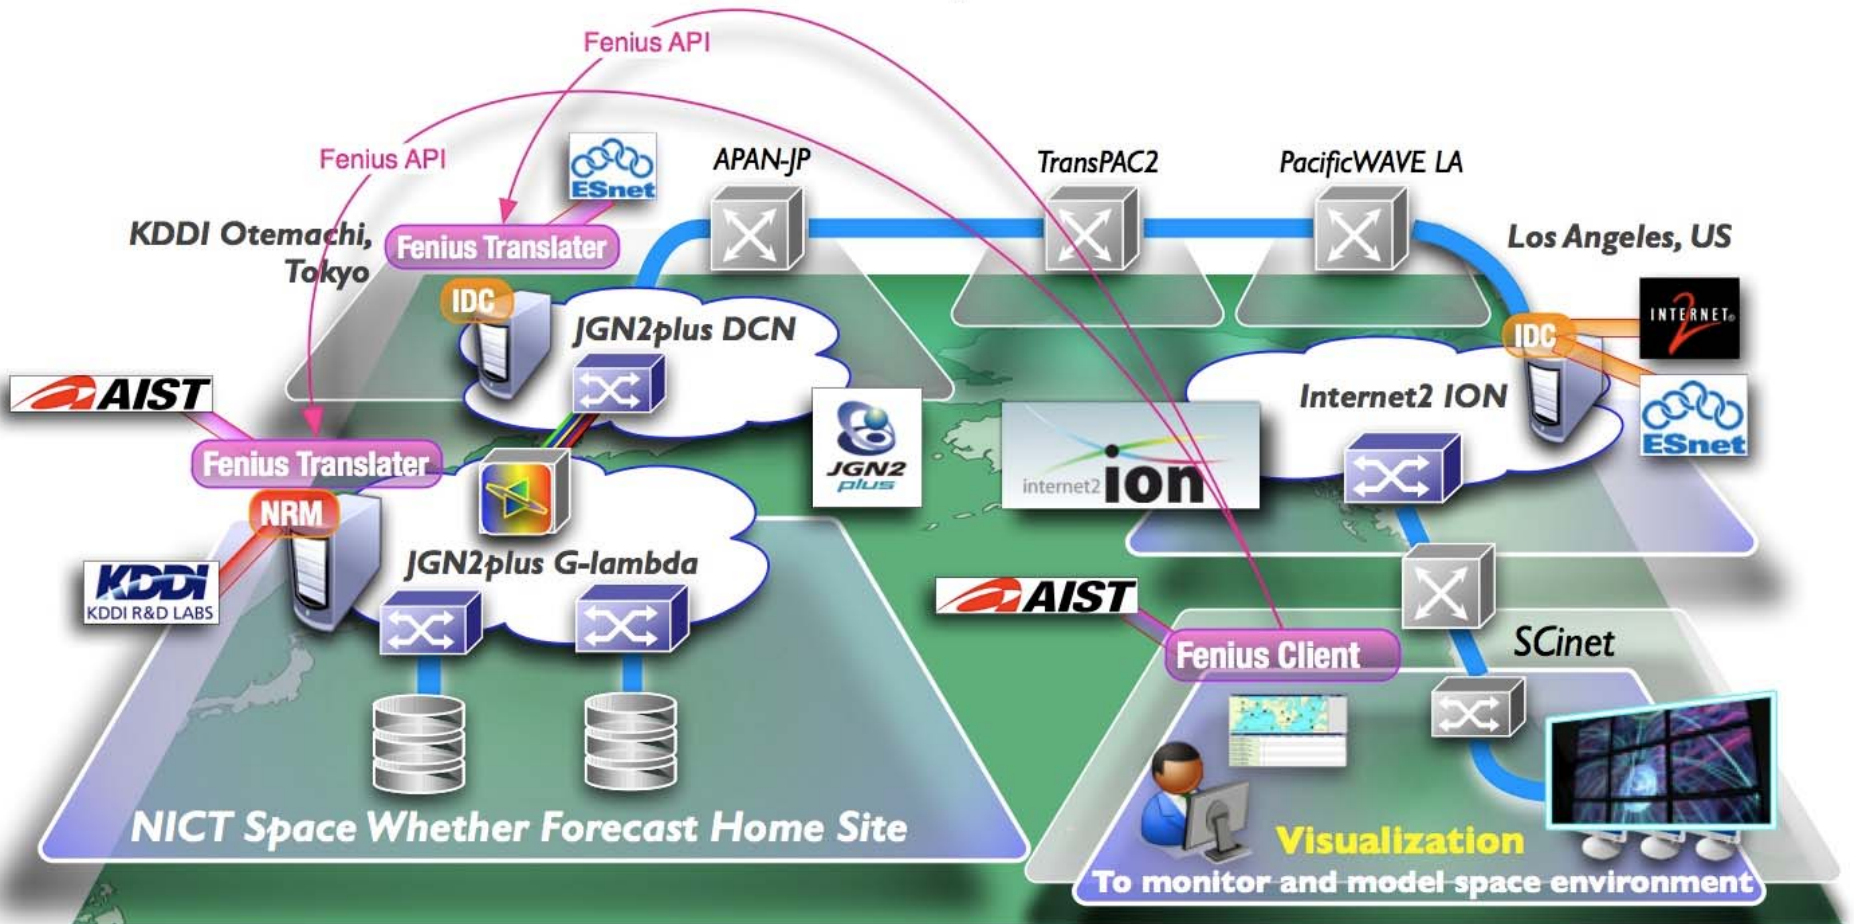 Fenius API
Fenius API
ESnet
APAN-JP
TransPAC2
PacificWAVE LA
KDDI Otemachi,
Tokyo
Fenius Translater
Los Angeles, US
IDC
JGN2plus DCN
IDC
INTERNET
2
AIST
Internet2 ION
ESnet
Fenius Translater
JGN2
plus
internet2 ion
NRM
JGN2plus G-lambda
KDDI
KDDI R&D LABS
AIST
Fenius Client
SCinet
NICT Space Whether Forecast Home Site
Visualization
To monitor and model space environment